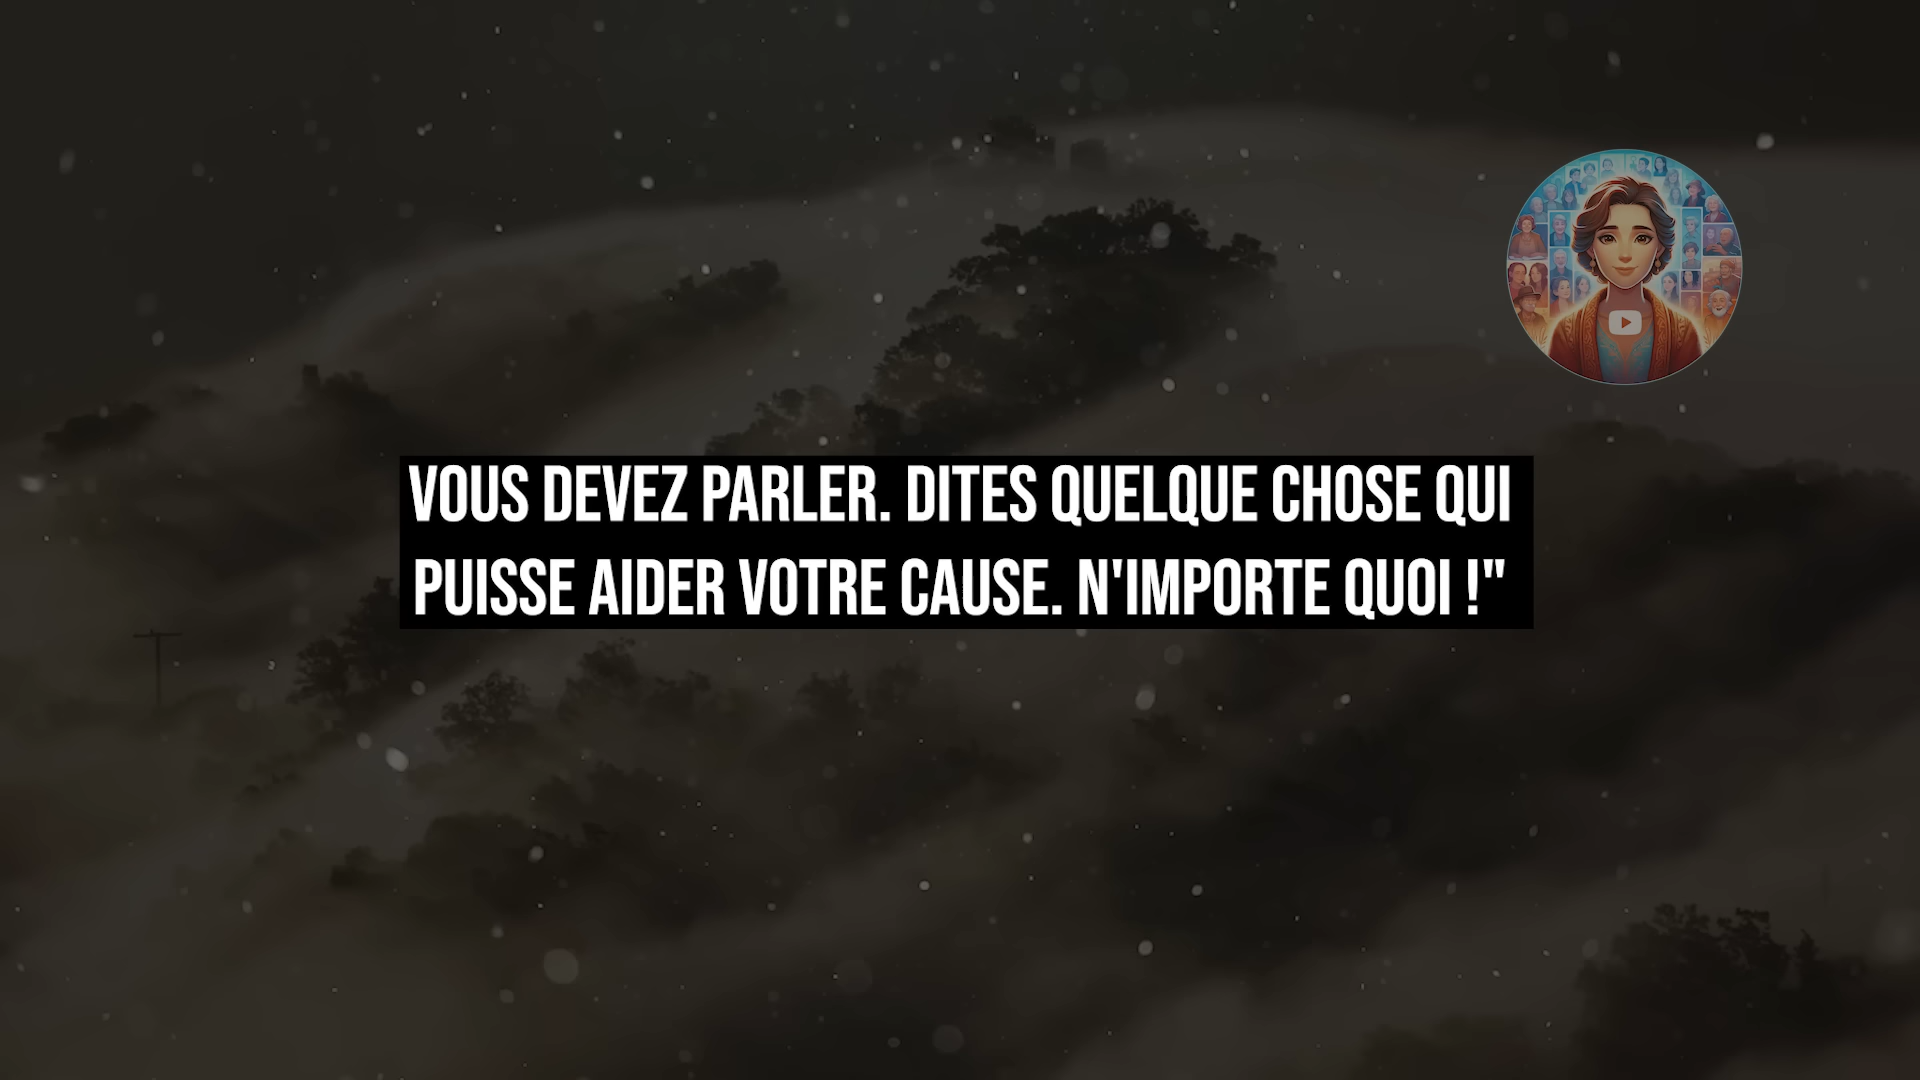 VOUS DEVEZ PARLER. DITES QUELQUE CHOSE QUI
PUISSE AIDER VOTRE CAUSE. N'IMPORTE QUOI !"